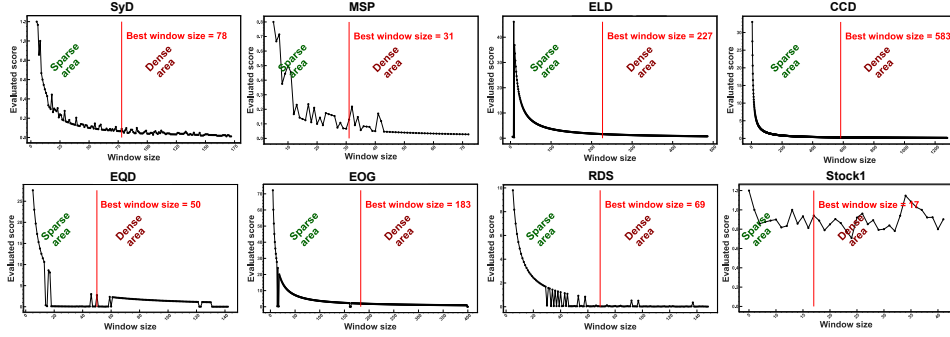 SyD
MSP
ELD
CCD
Evaluated score
Sparse area
Dense area
Best window size = 78
Window size
Evaluated score
Sparse area
Dense area
Best window size = 31
Window size
Evaluated score
Sparse area
Dense area
Best window size = 227
Window size
Evaluated score
Sparse area
Dense area
Best window size = 583
Window size
EQD
EOG
RDS
Stock1
Evaluated score
Sparse area
Dense area
Best window size = 50
Window size
Evaluated score
Sparse area
Dense area
Best window size = 183
Window size
Evaluated score
Sparse area
Dense area
Best window size = 69
Window size
Evaluated score
Sparse area
Dense area
Best window size = 17
Window size